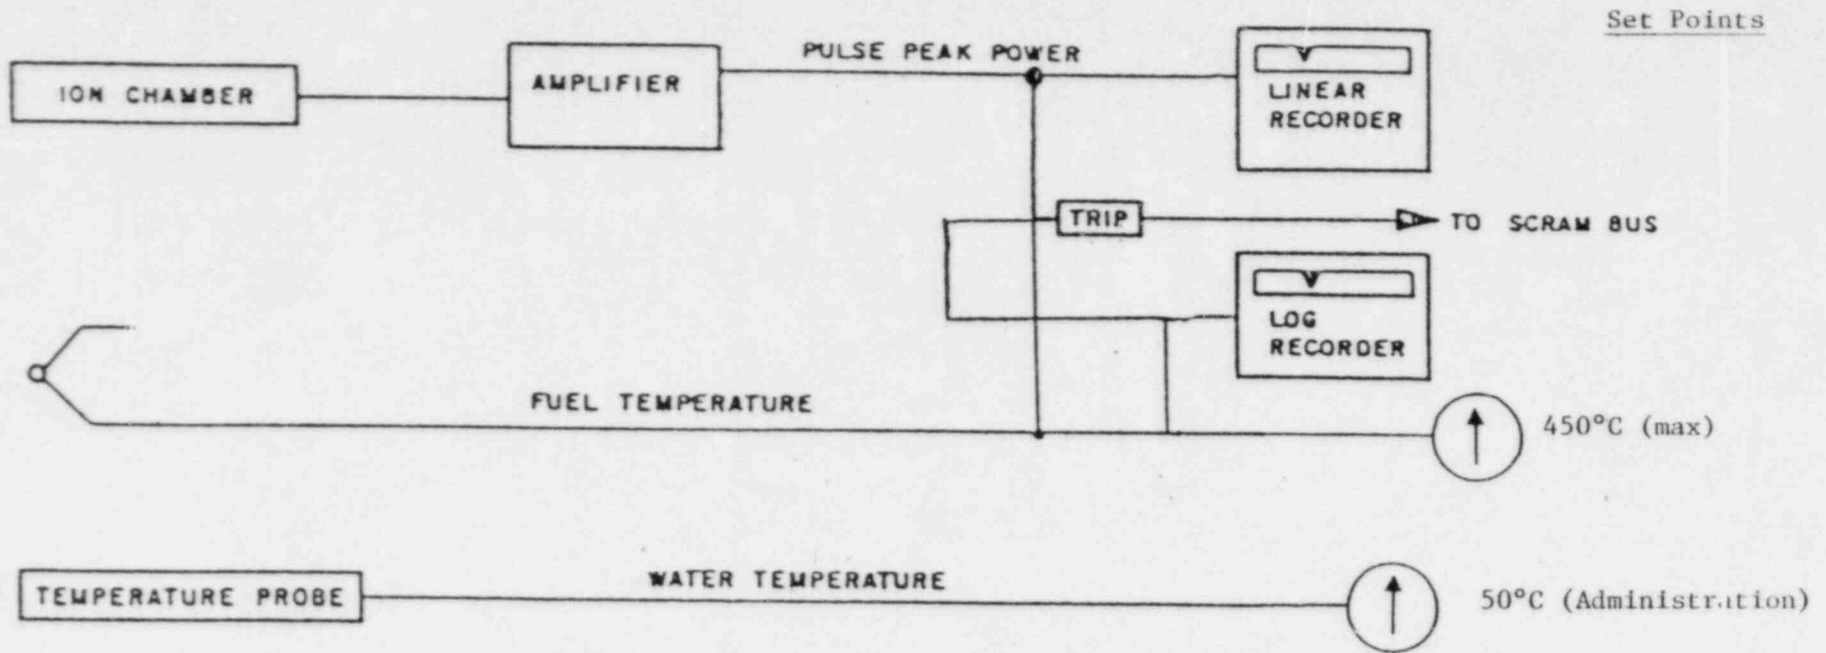 Set Points
ION CHAMBER
AMPLIFIER
PULSE PEAK POWER
LINEAR
RECORDER
TRIP
TO SCRAM BUS
LOG
RECORDER
FUEL TEMPERATURE
450°C (max)
TEMPERATURE PROBE
WATER TEMPERATURE
50°C (Administration)